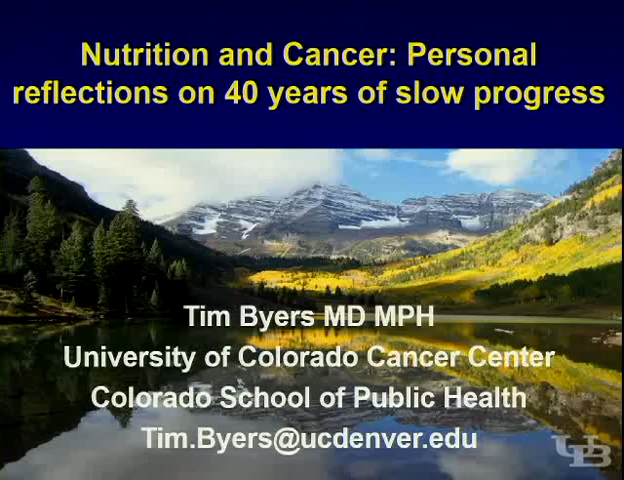 Nutrition and Cancer: Personal
reflections on 40 years of slow progress
Tim Byers MD MPH
University of Colorado Cancer Center
Colorado School of Public Health
Tim.Byers@ucdenver.edu
UB